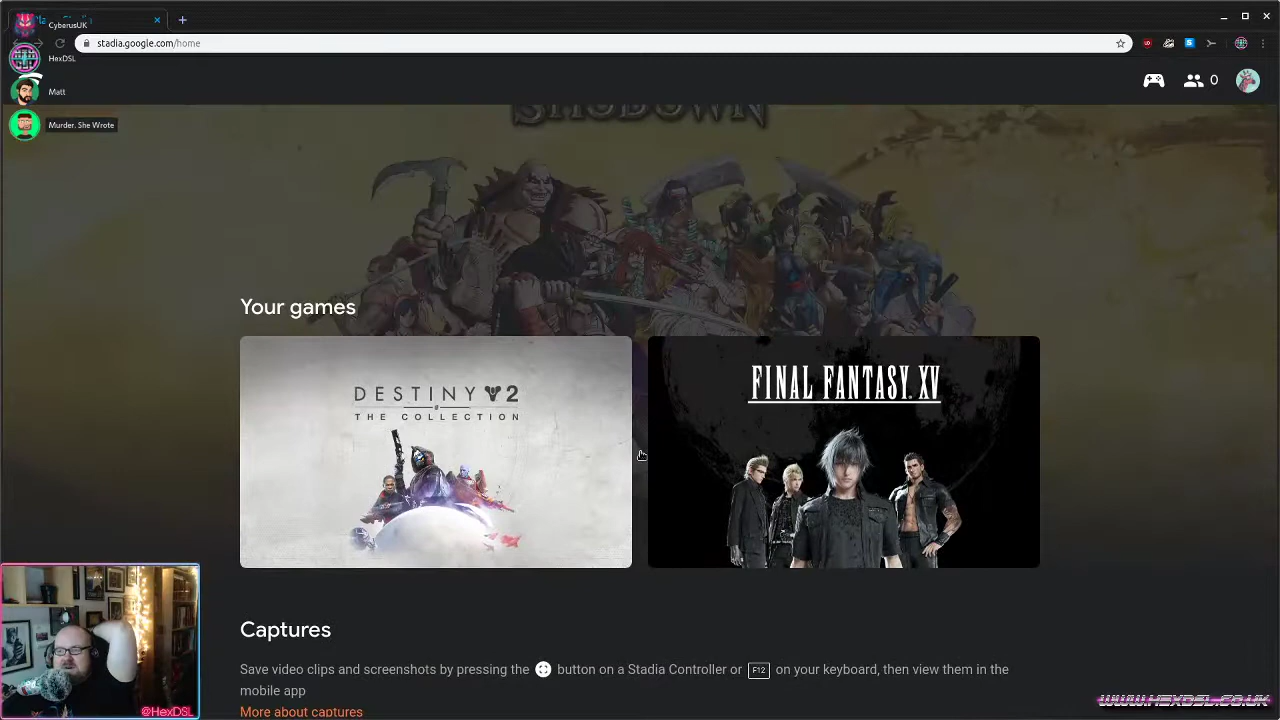 CyberusUK
stadia.google.com/home
HexDSL
Matt
0
Murder, She Wrote
SHODOWN
Your games
DESTINY 2
THE COLLECTION
FINAL FANTASY XV
Captures
Save video clips and screenshots by pressing the button on a Stadia Controller or F12 on your keyboard, then view them in the
mobile app
More about captures
@HexDSL
WWW.HEXDSL.CO.UK